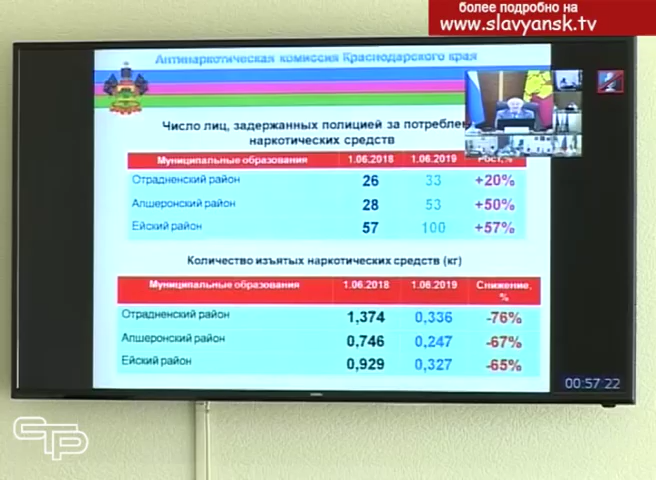 более подробно на
www.slavyansk.tv
Антинаркотическая комиссия Краснодарского края
Число лиц, задержанных полицией за
наркотических средств
Муниципальные образования 1.06.2018 1.06.2019 Рост,%
Отрадненский район 26 33 +20%
Апшеронский район 28 53 +50%
Ейский район 57 100 +57%
Количество изъятых наркотических средств (кг)
Муниципальные образования 1.06.2018 1.06.2019 Снижение, %
Отрадненский район 1,374 0,336 -76%
Апшеронский район 0,746 0,247 -67%
Ейский район 0,929 0,327 -65%
00:57:22
СТР